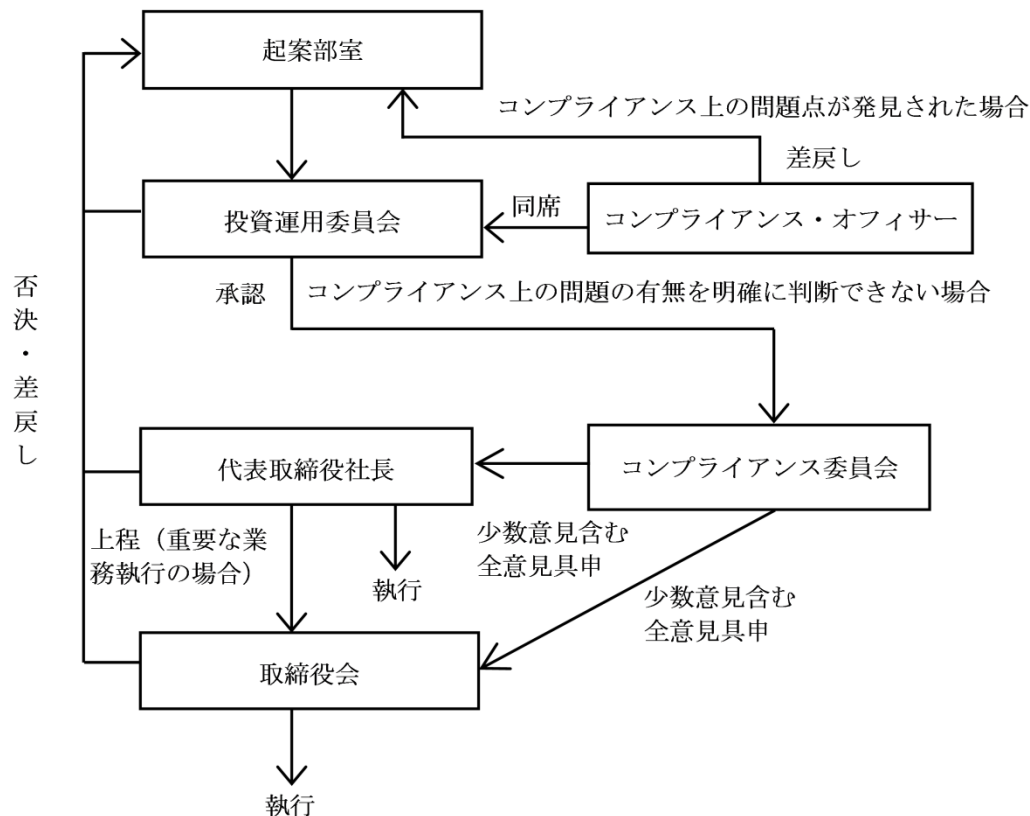 起案部室
コンプライアンス上の問題点が発見された場合
差戻し
同席
コンプライアンス・オフィサー
投資運用委員会
承認
コンプライアンス上の問題の有無を明確に判断できない場合
否決・差戻し
代表取締役社長
コンプライアンス委員会
上程（重要な業
務執行の場合）
執行
少数意見含む
全意見具申
少数意見含む
全意見具申
取締役会
執行